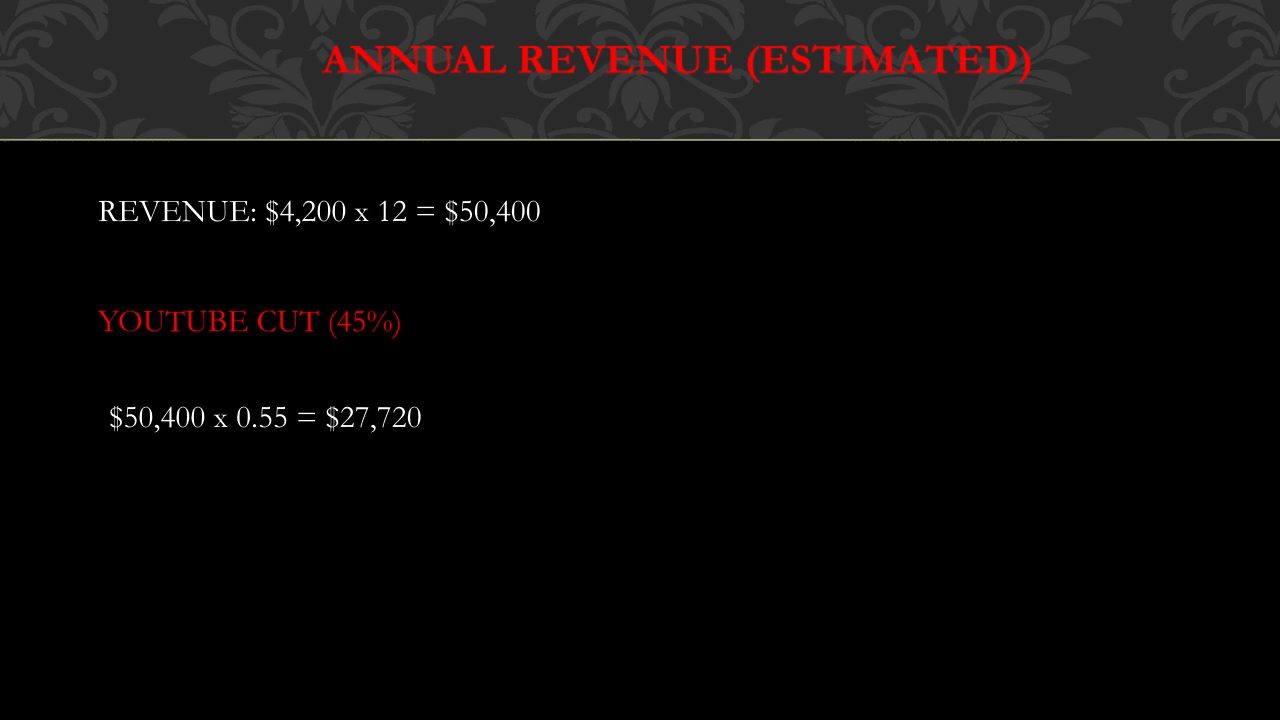 ANNUAL REVENUE (ESTIMATED)
REVENUE: $4,200 x 12 = $50,400
YOUTUBE CUT (45%)
$50,400 x 0.55 = $27,720